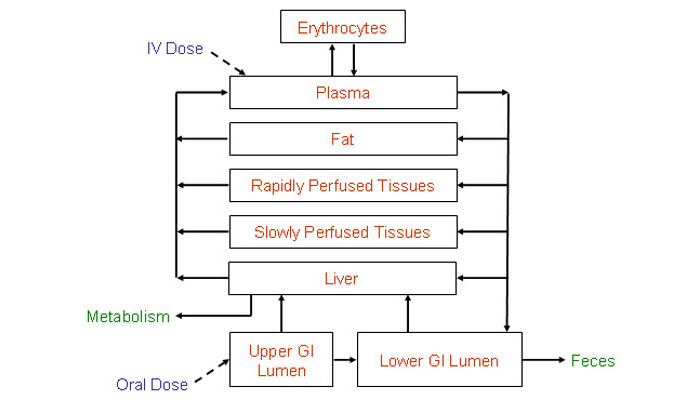 Erythrocytes
IV Dose
Plasma
Fat
Rapidly Perfused Tissues
Slowly Perfused Tissues
Liver
Metabolism
Upper GI
Lumen
Lower GI Lumen
Feces
Oral Dose